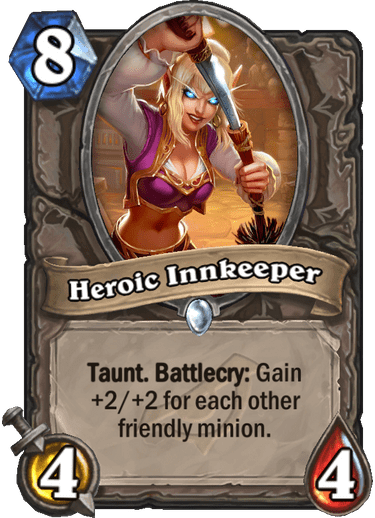 8
Heroic Innkeeper
Taunt. Battlecry: Gain
+2/+2 for each other
friendly minion.
4
4